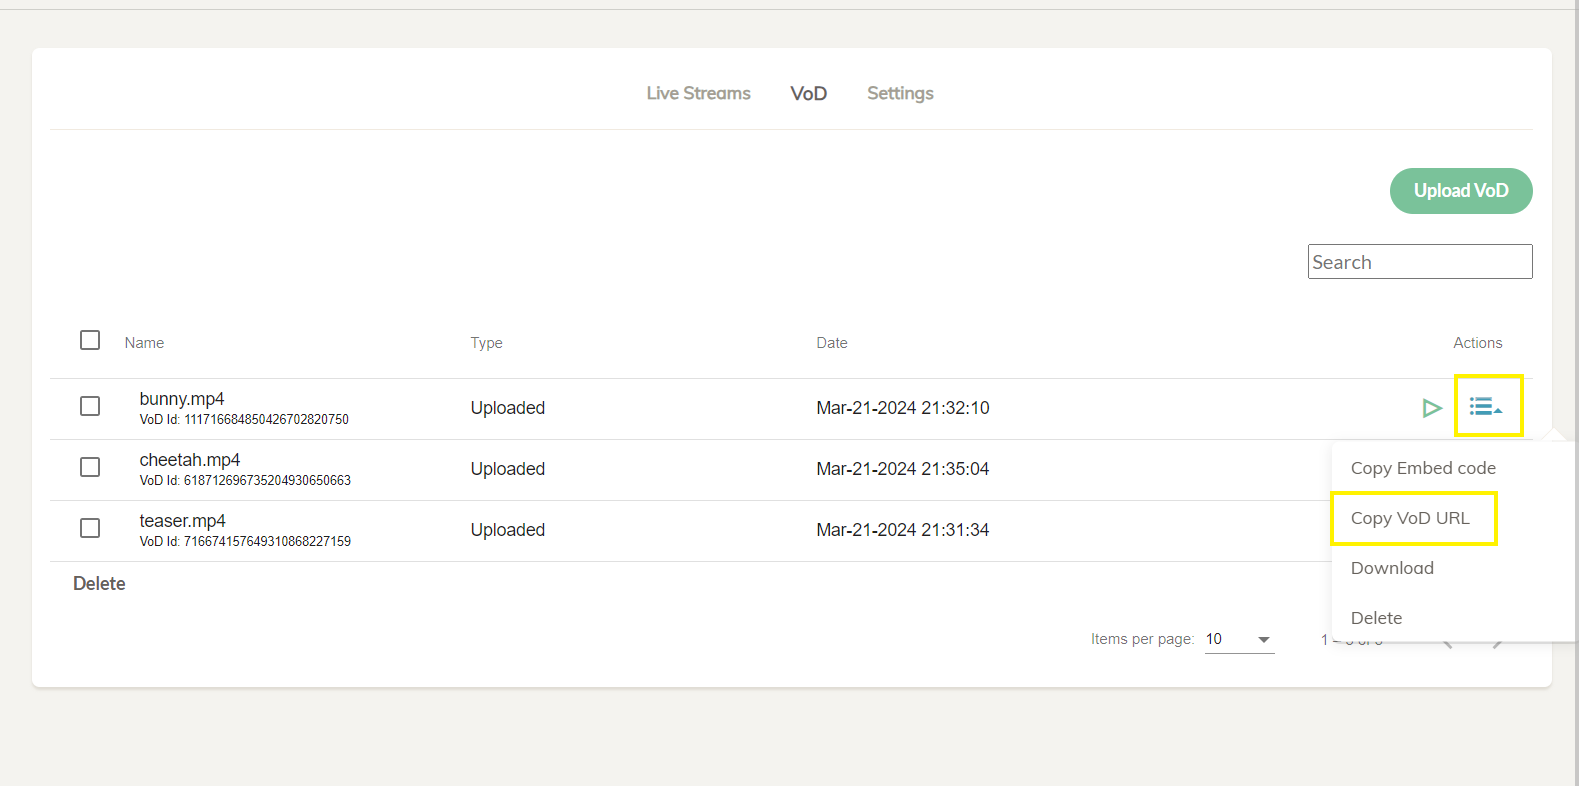 Live Streams VoD Settings
Upload VoD
Search
Name Type Date Actions
bunny.mp4
VoD Id: 111716684850426702820750
Uploaded Mar-21-2024 21:32:10
cheetah.mp4
VoD Id: 618712696735204930650663
Uploaded Mar-21-2024 21:35:04
teaser.mp4
VoD Id: 716674157649310868227159
Uploaded Mar-21-2024 21:31:34
Copy Embed code
Copy VoD URL
Download
Delete
Delete
Items per page: 10